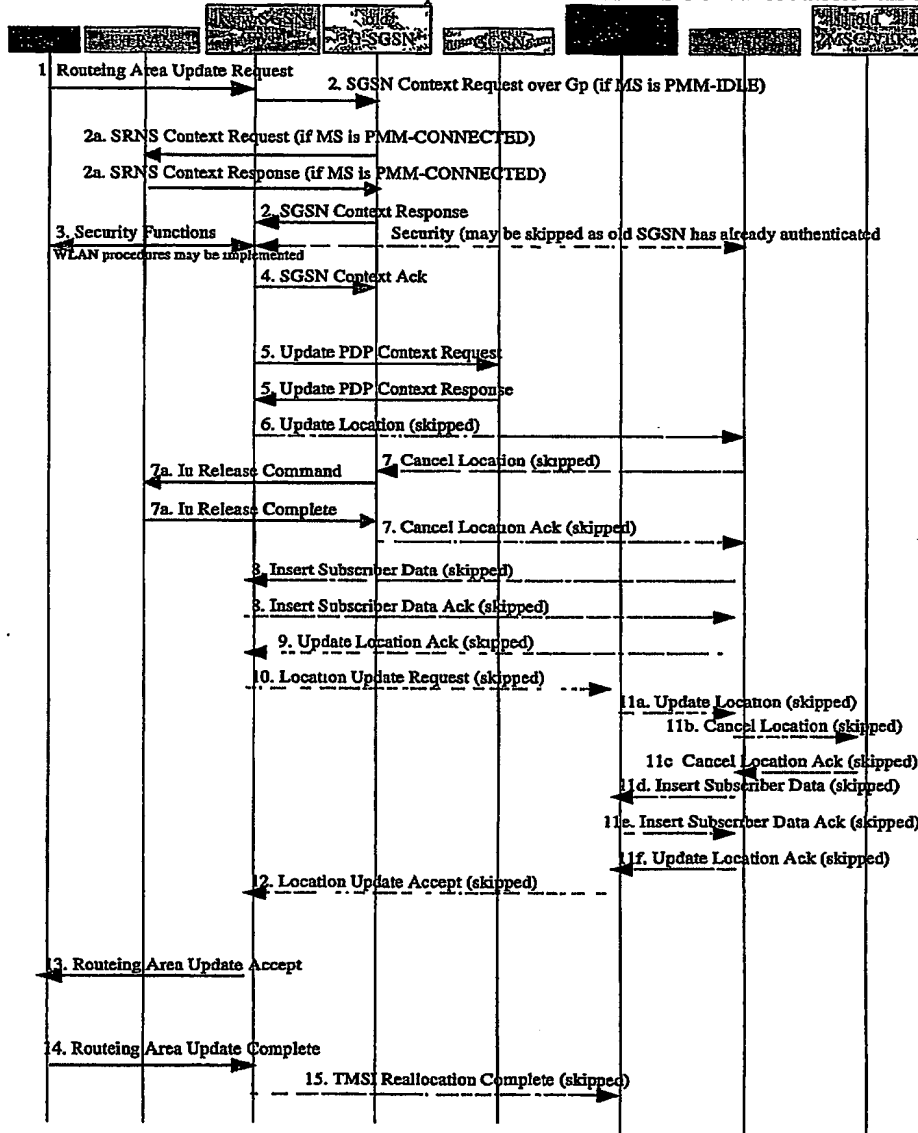 old
SGSN
GGSN
old
MSC/VLR
1. Routeing Area Update Request
2. SGSN Context Request over Gp (if MS is PMM-IDLE)
2a. SRNS Context Request (if MS is PMM-CONNECTED)
2a. SRNS Context Response (if MS is PMM-CONNECTED)
2. SGSN Context Response
3. Security Functions
Security (may be skipped as old SGSN has already authenticated
WLAN procedures may be implemented
4. SGSN Context Ack
5. Update PDP Context Request
5. Update PDP Context Response
6. Update Location (skipped)
7. Cancel Location (skipped)
7a. Iu Release Command
7a. Iu Release Complete
7. Cancel Location Ack (skipped)
8. Insert Subscriber Data (skipped)
8. Insert Subscriber Data Ack (skipped)
9. Update Location Ack (skipped)
10. Location Update Request (skipped)
11a. Update Location (skipped)
11b. Cancel Location (skipped)
11c Cancel Location Ack (skipped)
11d. Insert Subscriber Data (skipped)
11e. Insert Subscriber Data Ack (skipped)
11f. Update Location Ack (skipped)
12. Location Update Accept (skipped)
13. Routeing Area Update Accept
14. Routeing Area Update Complete
15. TMSI Reallocation Complete (skipped)